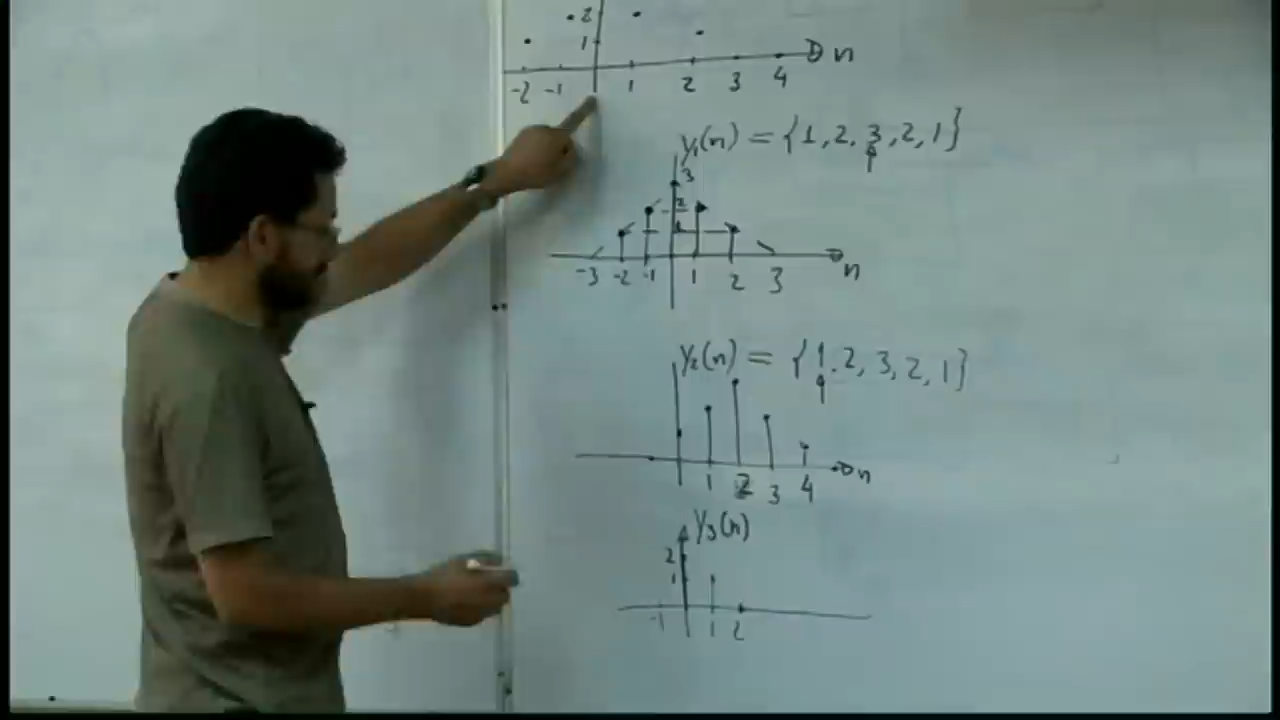 2
1
n
-2 -1 1 2 3 4
y₁(n) = {1, 2, 3, 2, 1}
3
2
1
-3 -2 -1 1 2 3 n
y₂(n) = {1, 2, 3, 2, 1}
n
1 2 3 4
y₃(n)
2
1
-1 1 2